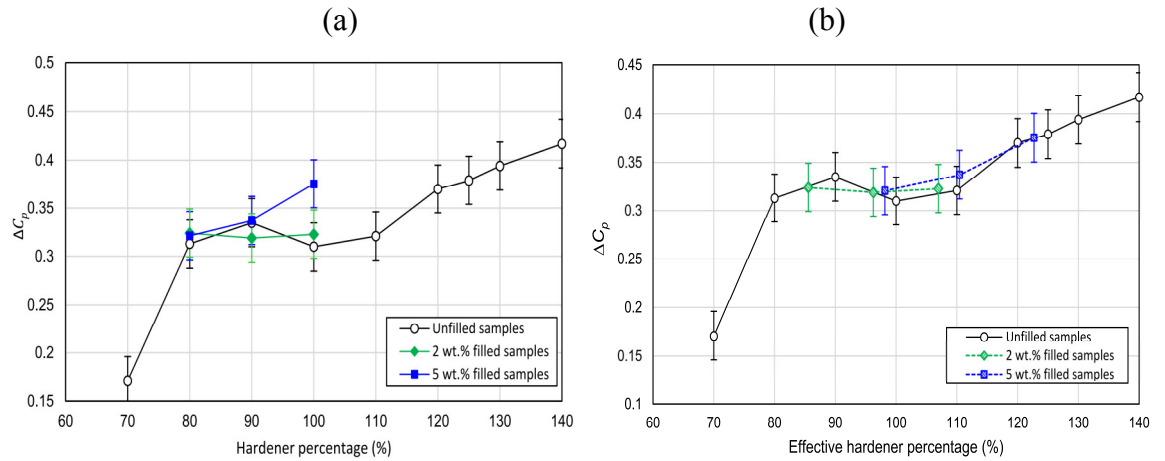 (a)
0.5
0.45
0.4
0.35
0.3
0.25
0.2
0.15
ΔCp
60 70 80 90 100 110 120 130 140
Hardener percentage (%)
Unfilled samples
2 wt.% filled samples
5 wt.% filled samples
(b)
0.45
0.4
0.35
0.3
0.25
0.2
0.15
0.1
ΔCp
60 70 80 90 100 110 120 130 140
Effective hardener percentage (%)
Unfilled samples
2 wt.% filled samples
5 wt.% filled samples